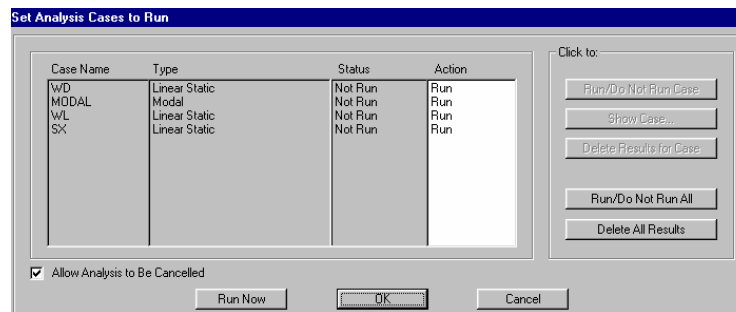 Set Analysis Cases to Run
Case Name Type Status Action
WD Linear Static Not Run Run
MODAL Modal Not Run Run
WL Linear Static Not Run Run
SX Linear Static Not Run Run
Click to:
Run/Do Not Run Case
Show Case...
Delete Results for Case
Run/Do Not Run All
Delete All Results
Allow Analysis to Be Cancelled
Run Now OK Cancel